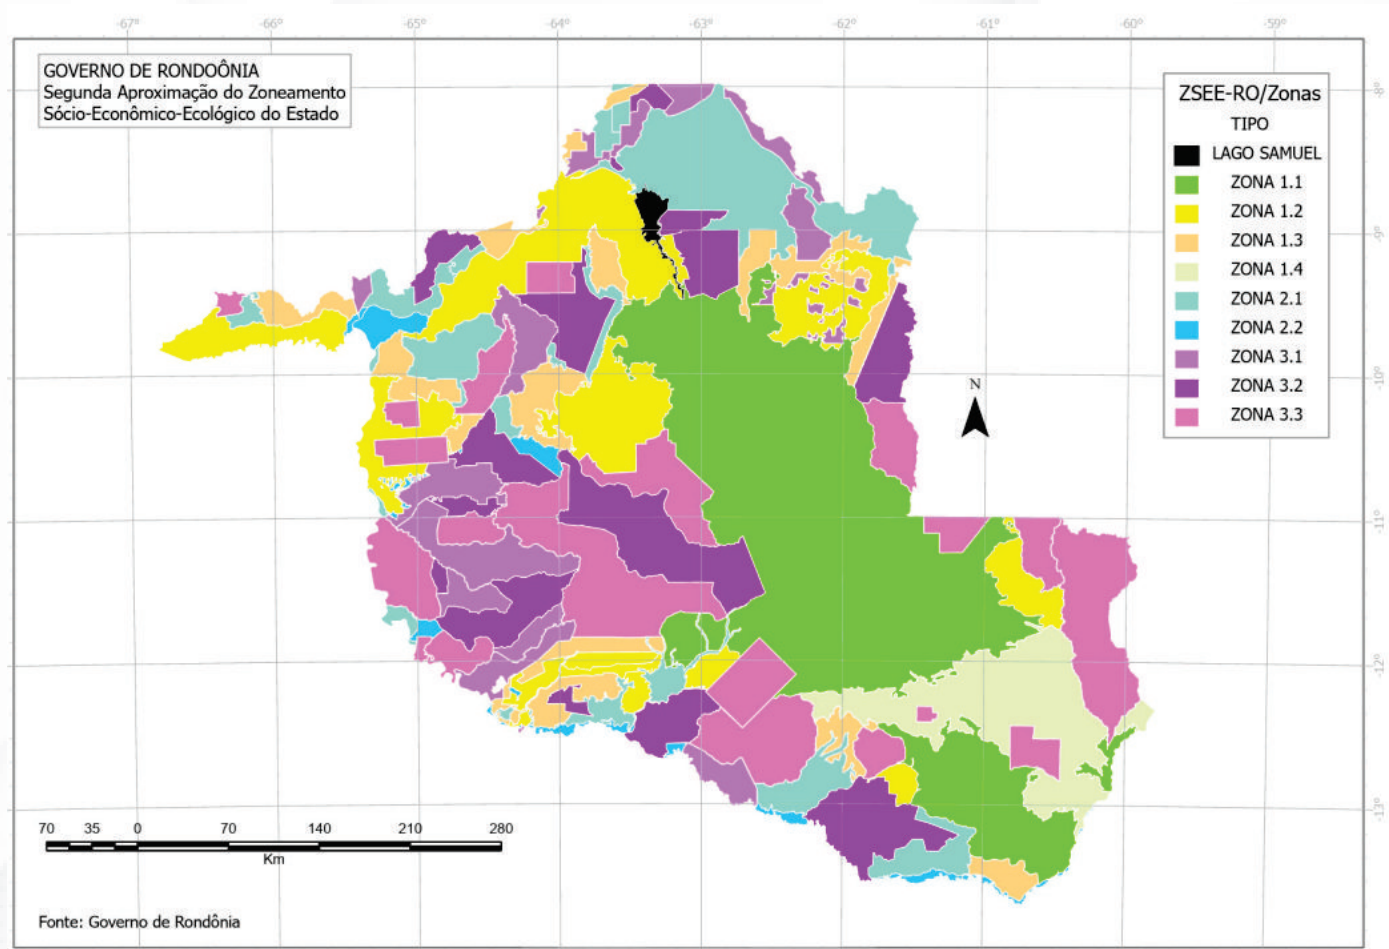 -67° -66° -65° -64° -63° -62° -61° -60° -59°
GOVERNO DE RONDOÔNIA
Segunda Aproximação do Zoneamento
Sócio-Econômico-Ecológico do Estado
ZSEE-RO/Zonas
TIPO
LAGO SAMUEL
ZONA 1.1
ZONA 1.2
ZONA 1.3
ZONA 1.4
ZONA 2.1
ZONA 2.2
ZONA 3.1
ZONA 3.2
ZONA 3.3
-8°
-9°
-10°
-11°
-12°
-13°
N
70 35 0 70 140 210 280
Km
Fonte: Governo de Rondônia